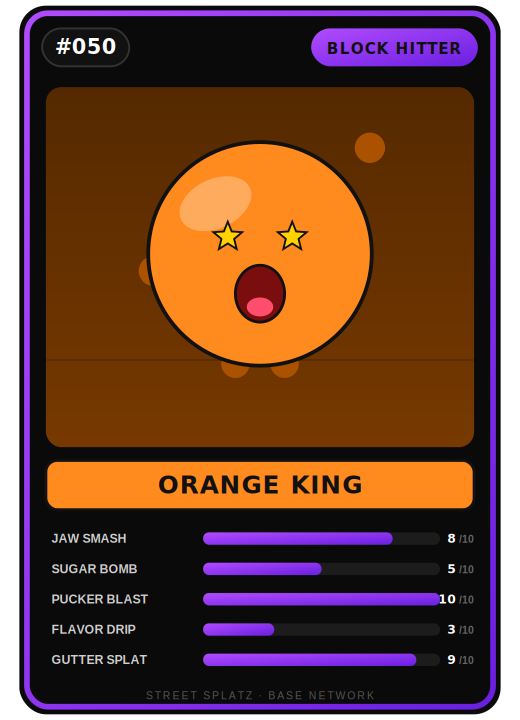 #050 BLOCK HITTER
ORANGE KING
JAW SMASH 8 /10
SUGAR BOMB 5 /10
PUCKER BLAST 10 /10
FLAVOR DRIP 3 /10
GUTTER SPLAT 9 /10
STREET SPLATZ · BASE NETWORK